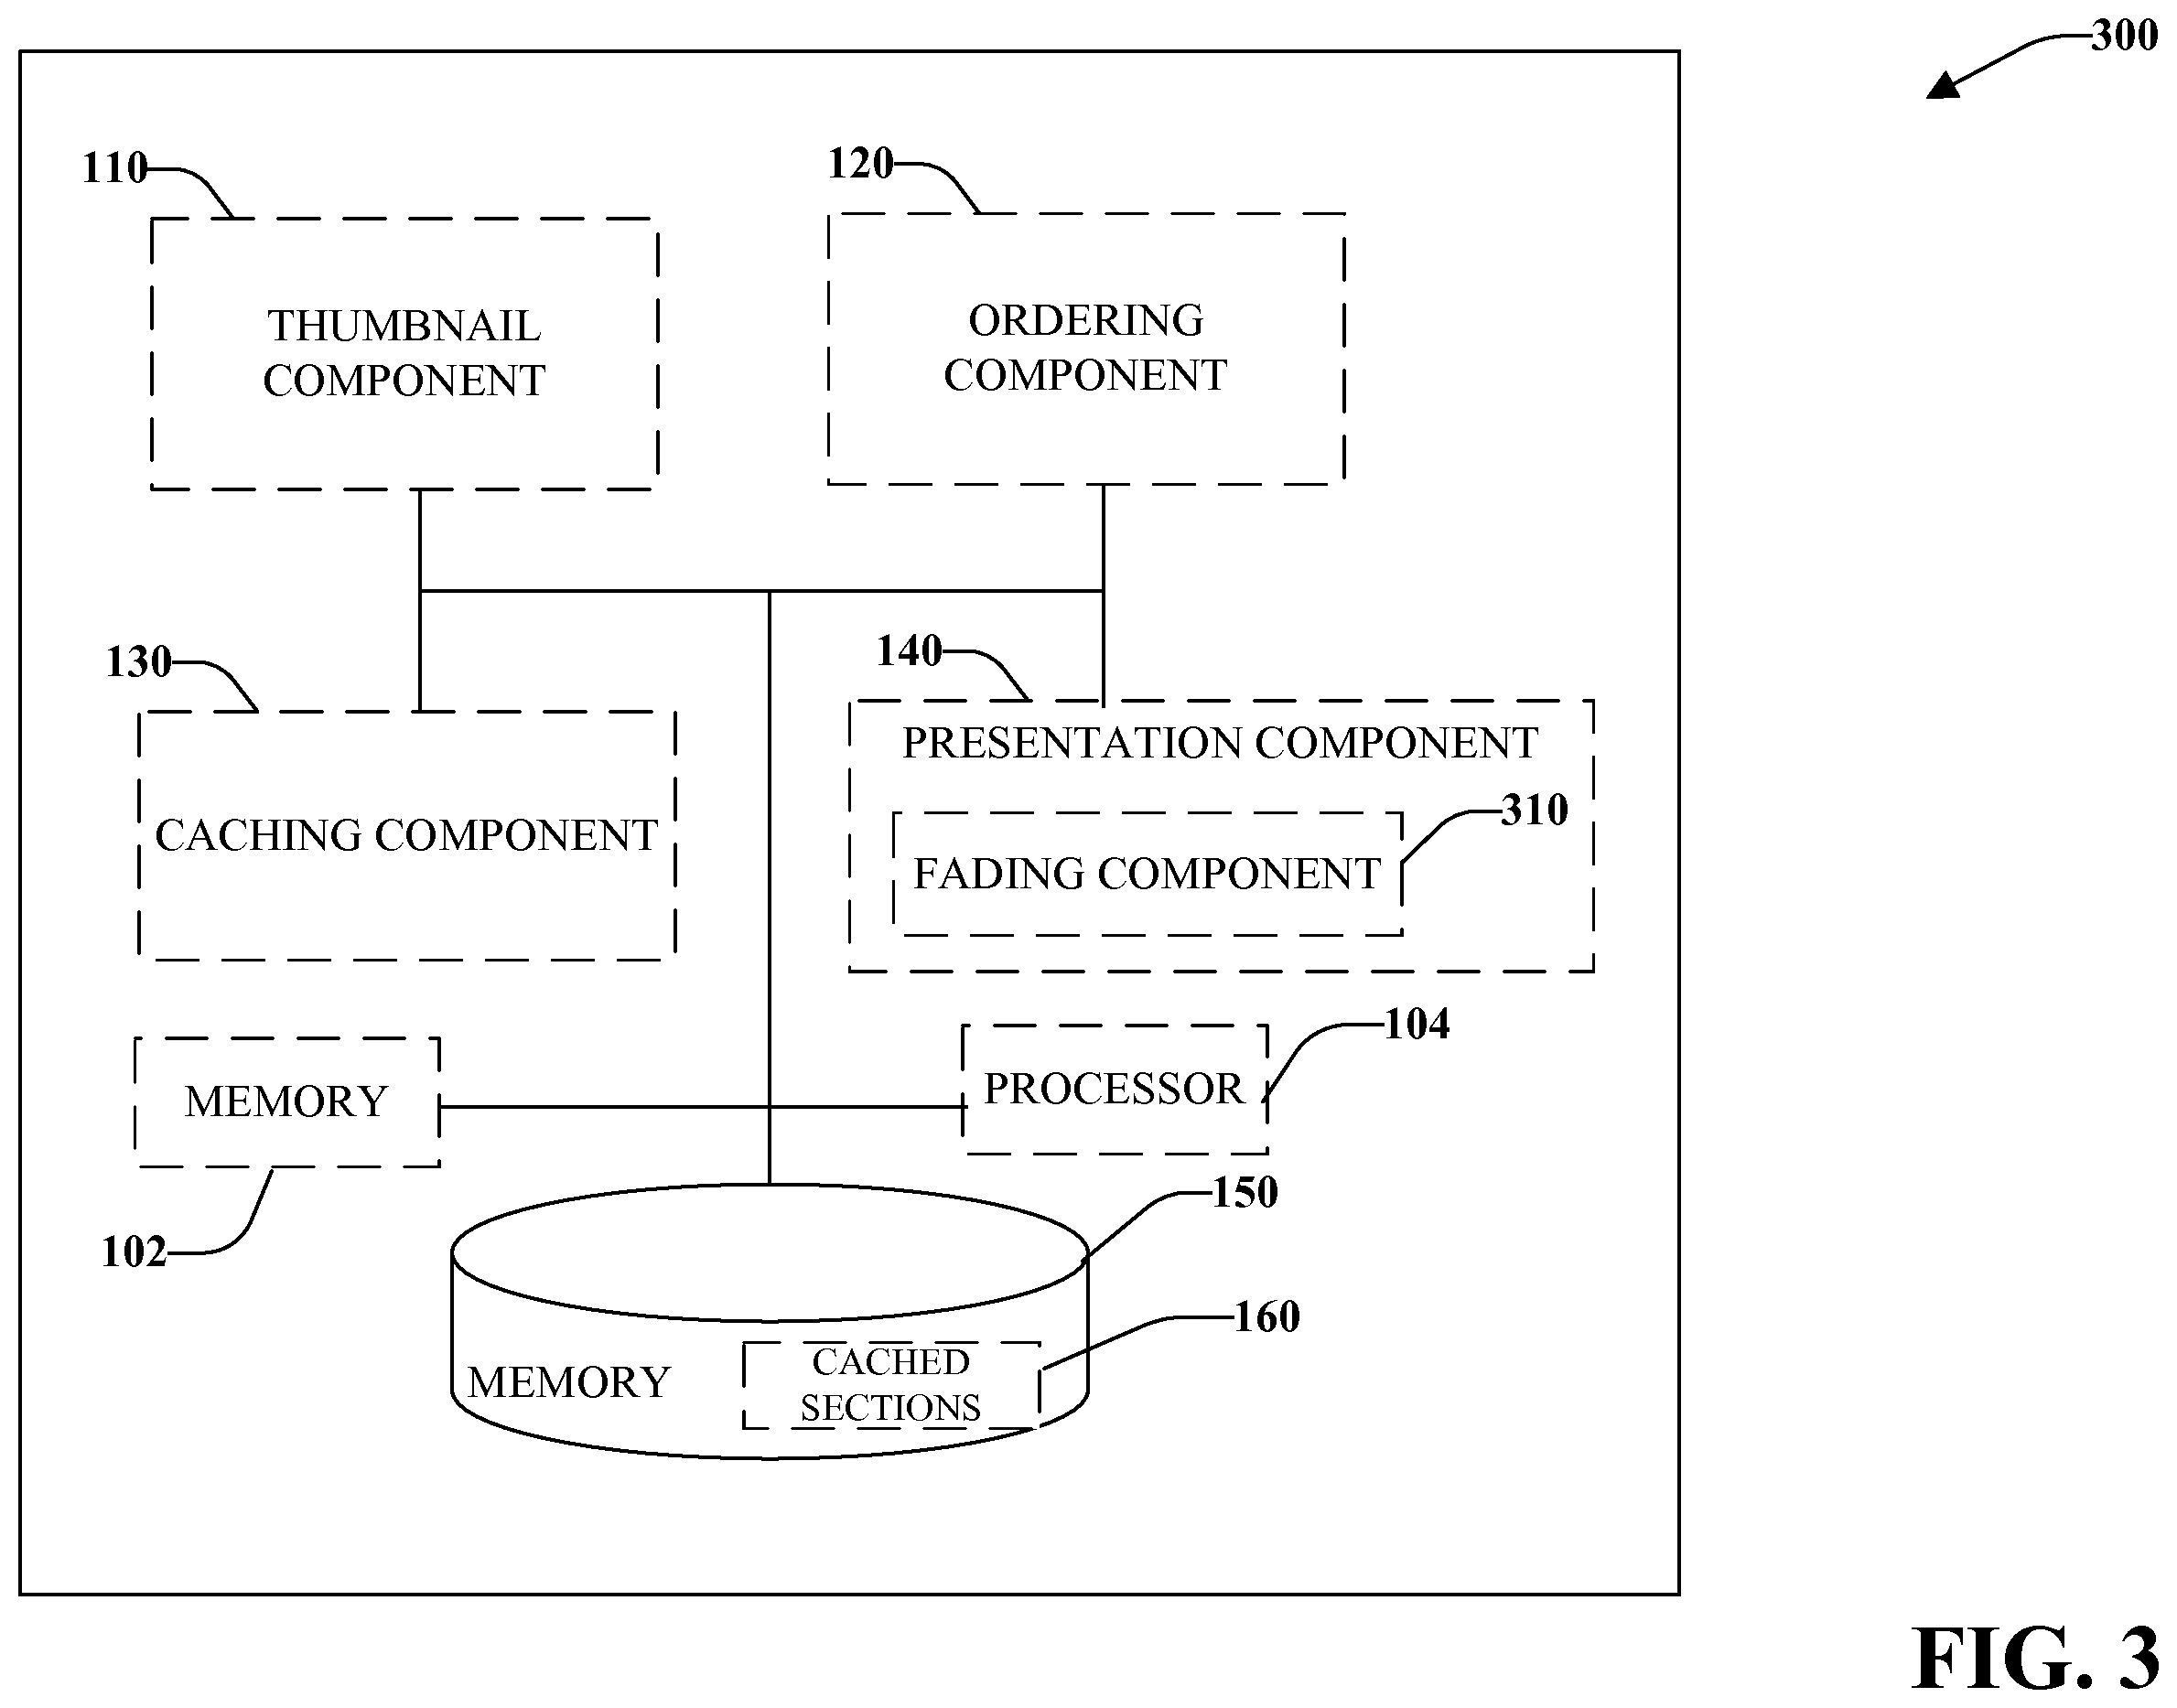 300
110
120
THUMBNAIL
COMPONENT
ORDERING
COMPONENT
130
140
PRESENTATION COMPONENT
310
CACHING COMPONENT
FADING COMPONENT
104
MEMORY
PROCESSOR
102
150
160
MEMORY
CACHED
SECTIONS
FIG. 3